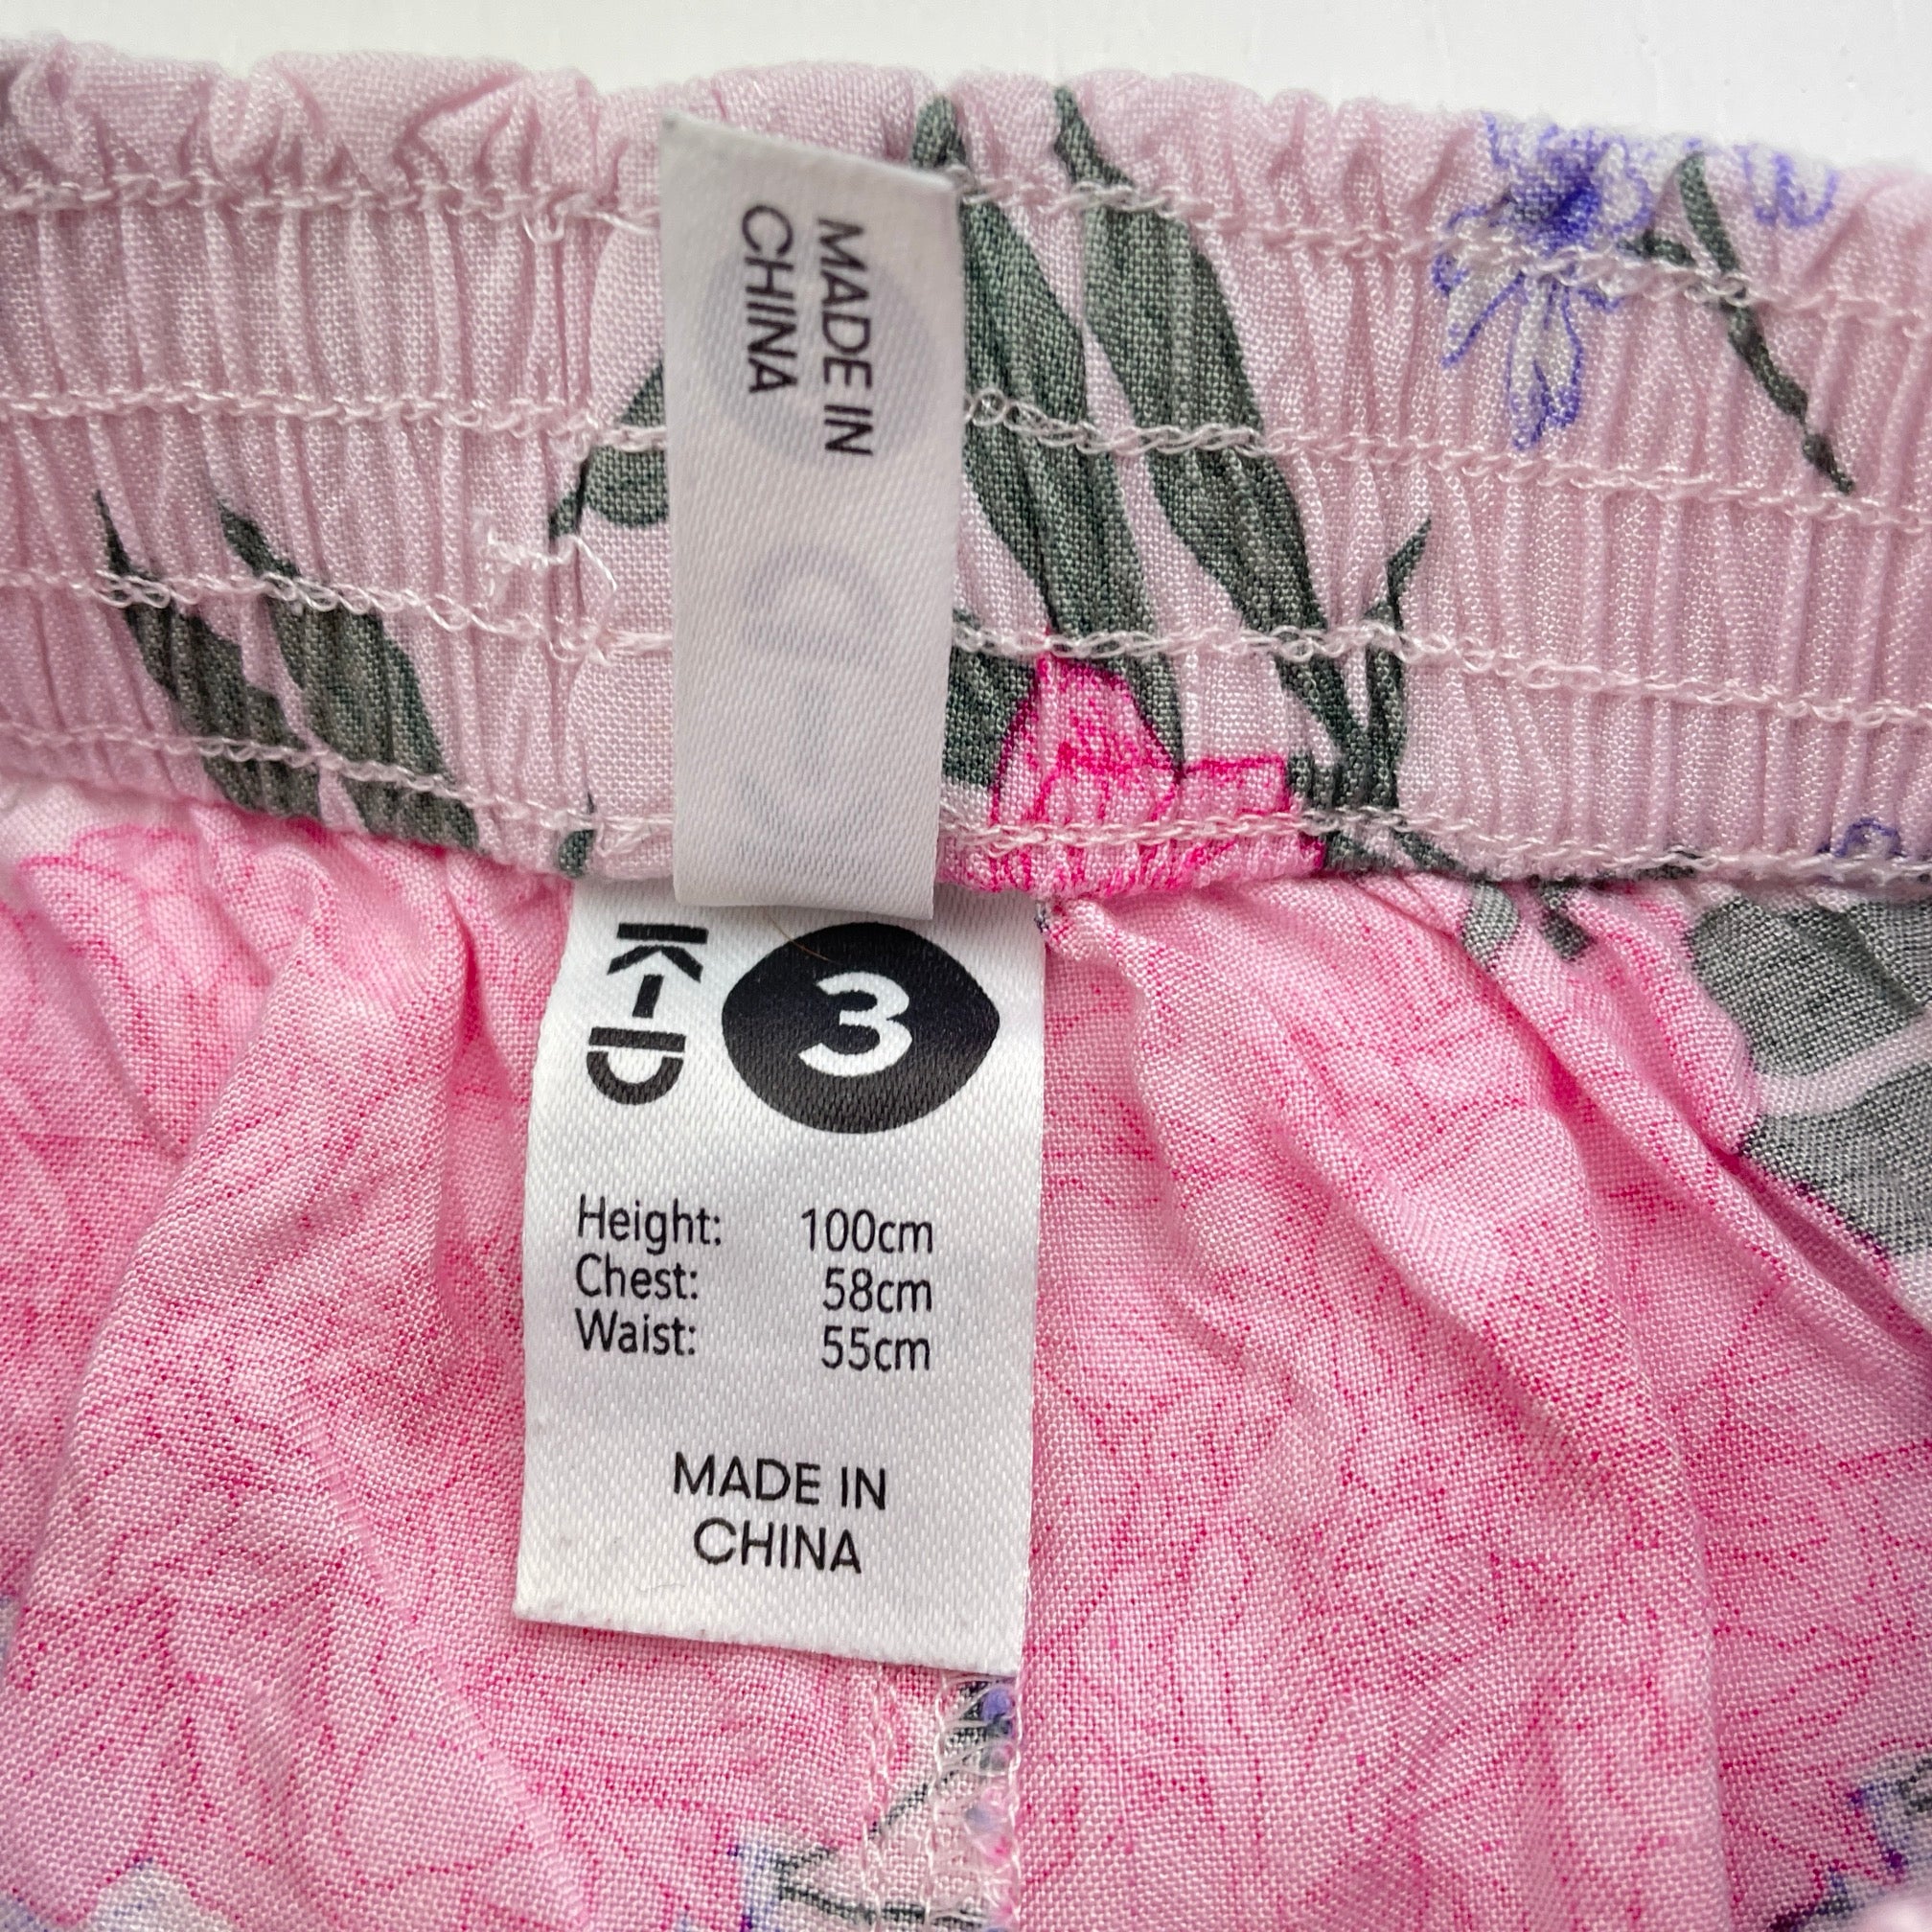 MADE IN
CHINA
K-D
3
Height: 100cm
Chest: 58cm
Waist: 55cm
MADE IN
CHINA